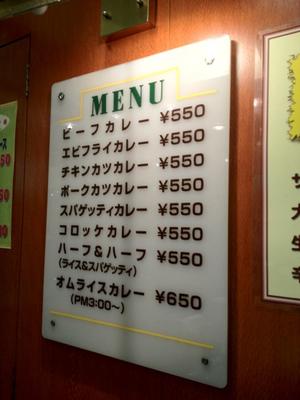 MENU
ビーフカレー ¥550
エビフライカレー ¥550
チキンカツカレー ¥550
ポークカツカレー ¥550
スパゲッティカレー ¥550
コロッケカレー ¥550
ハーフ&ハーフ ¥550
(ライス&スパゲッティ)
オムライスカレー ¥650
(PM3:00~)